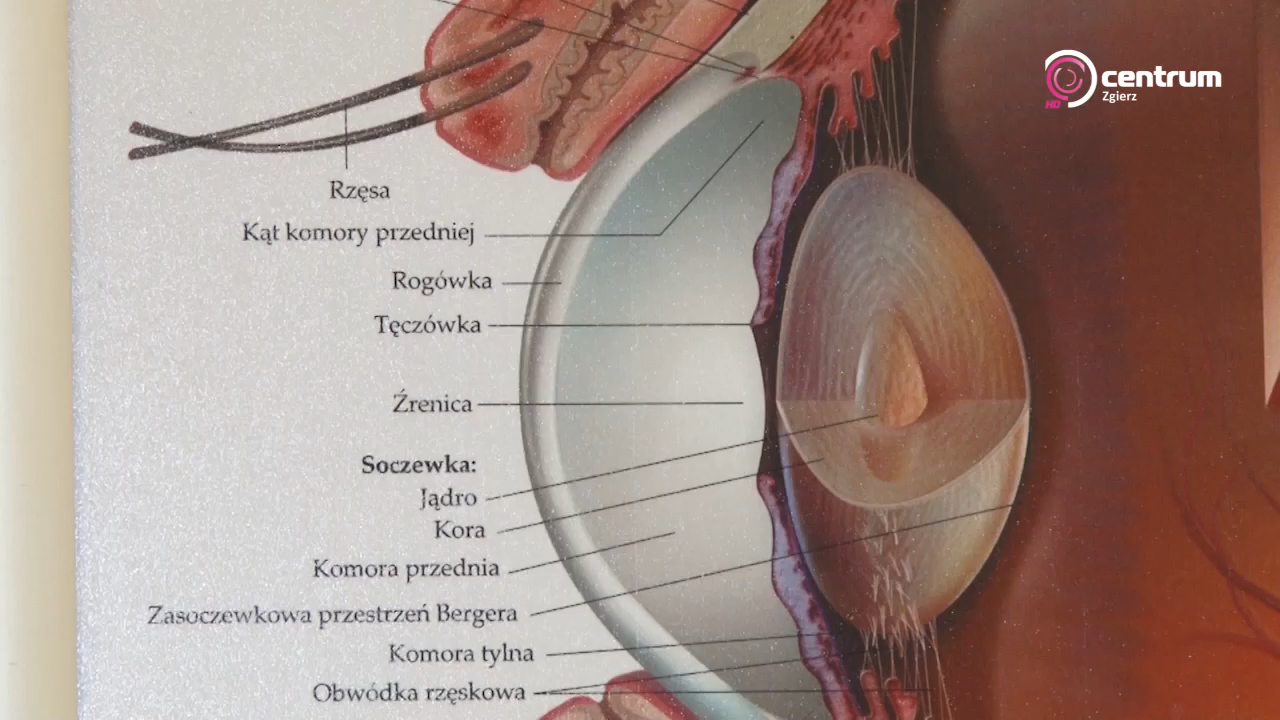 centrum
Zgierz
HD
Rzęsa
Kąt komory przedniej
Rogówka
Tęczówka
Źrenica
Soczewka:
Jądro
Kora
Komora przednia
Zasoczewkowa przestrzeń Bergera
Komora tylna
Obwódka rzęskowa